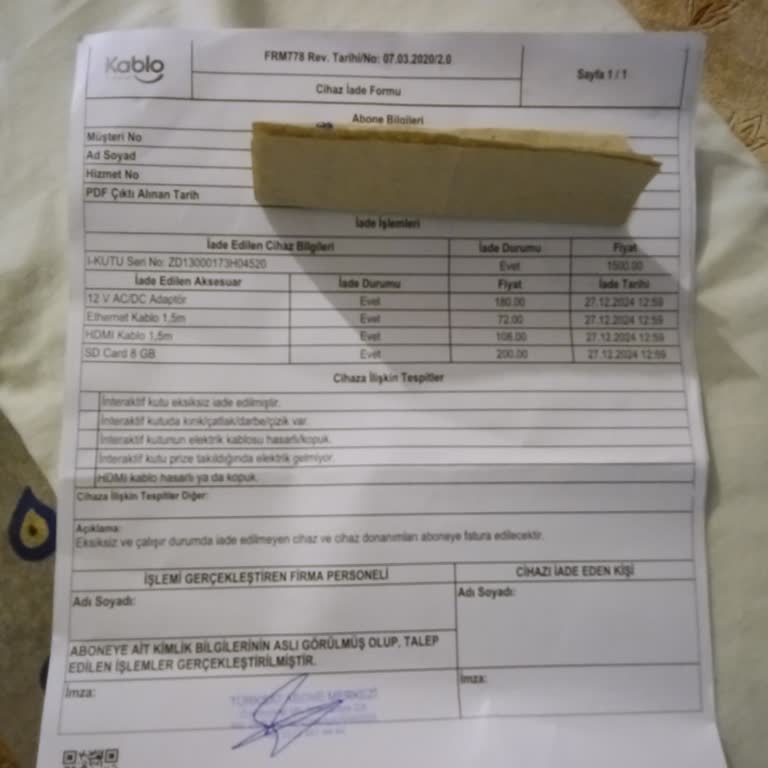 Kablo
FRM778 Rev. Tarihi/No: 07.03.2020/2.0
Cihaz İade Formu
Sayfa 1 / 1
Abone Bilgileri
Müşteri No
Ad Soyad
Hizmet No
PDF Çıktı Alınan Tarih
İade İşlemleri
İade Edilen Cihaz Bilgileri İade Durumu Fiyat
I-KUTU Seri No: ZD13000173H04520 Evet 1500.00
İade Edilen Aksesuar İade Durumu Fiyat İade Tarihi
12 V AC/DC Adaptör Evet 180.00 27.12.2024 12:59
Ethernet Kablo 1,5m Evet 72.00 27.12.2024 12:59
HDMI Kablo 1,5m Evet 108.00 27.12.2024 12:59
SD Card 8 GB Evet 200.00 27.12.2024 12:59
Cihaza İlişkin Tespitler
İnteraktif kutu eksiksiz iade edilmiştir.
İnteraktif kutuda kırık/çatlak/darbe/çizik var.
İnteraktif kutunun elektrik kablosu hasarlı/kopuk.
İnteraktif kutu prize takıldığında elektrik gelmiyor.
HDMI kablo hasarlı ya da kopuk.
Cihaza İlişkin Tespitler Diğer:
Açıklama:
Eksiksiz ve çalışır durumda iade edilmeyen cihaz ve cihaz donanımları aboneye fatura edilecektir.
İŞLEMİ GERÇEKLEŞTİREN FİRMA PERSONELİ
CİHAZI İADE EDEN KİŞİ
Adı Soyadı:
Adı Soyadı:
ABONEYE AİT KİMLİK BİLGİLERİNİN ASLI GÖRÜLMÜŞ OLUP, TALEP
EDİLEN İŞLEMLER GERÇEKLEŞTİRİLMİŞTİR.
İmza:
İmza:
MERKEZİ